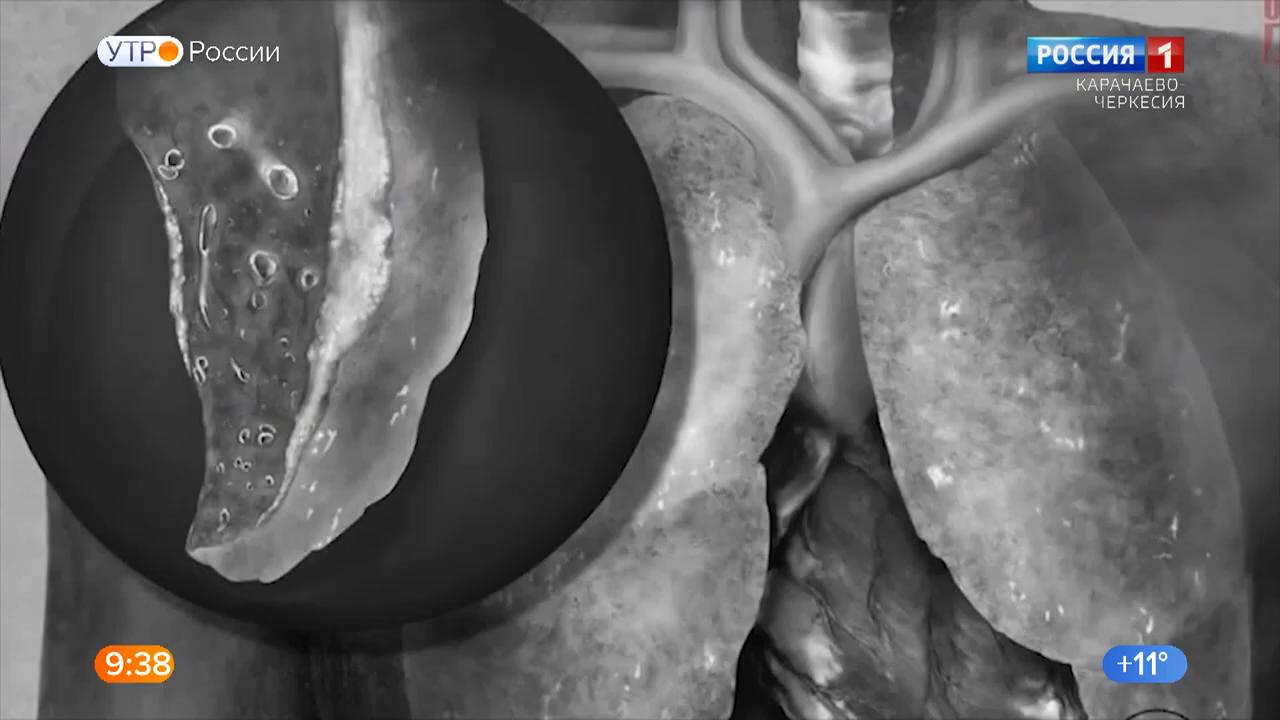 УТРО России
РОССИЯ 1
КАРАЧАЕВО-
ЧЕРКЕСИЯ
9:38
+11°